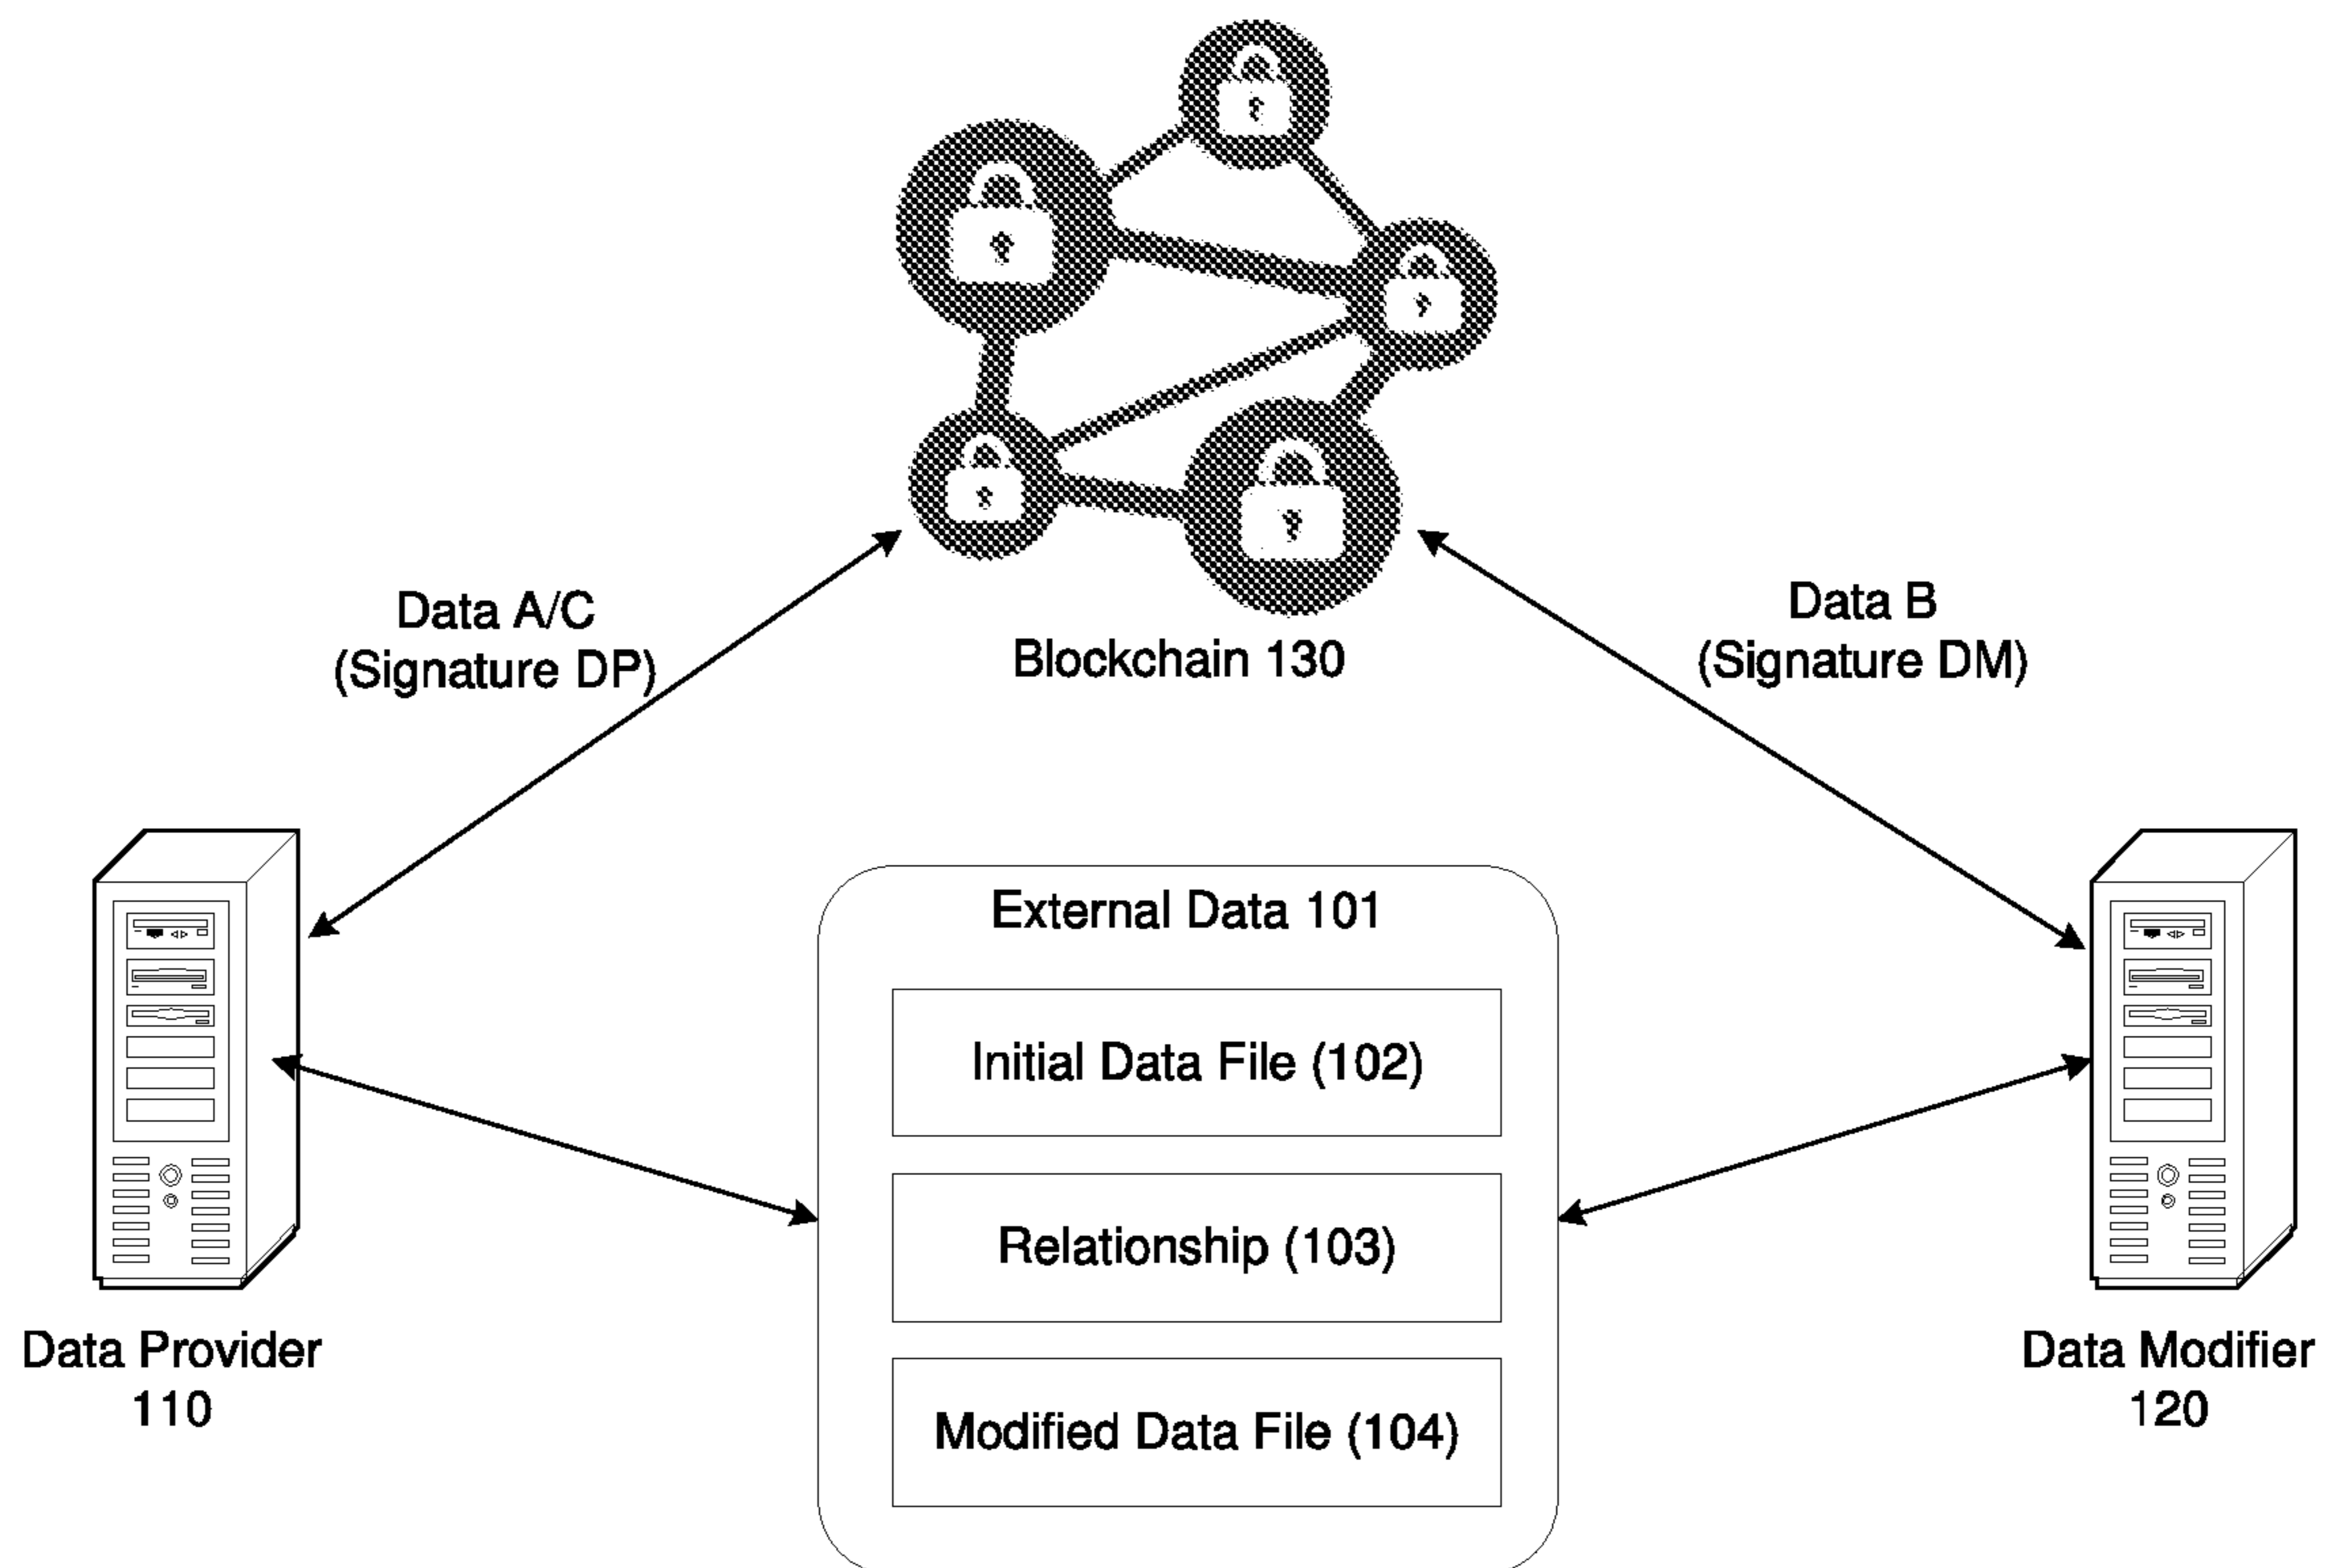 Data A/C
(Signature DP)
Blockchain 130
Data B
(Signature DM)
External Data 101
Initial Data File (102)
Relationship (103)
Modified Data File (104)
Data Provider
110
Data Modifier
120